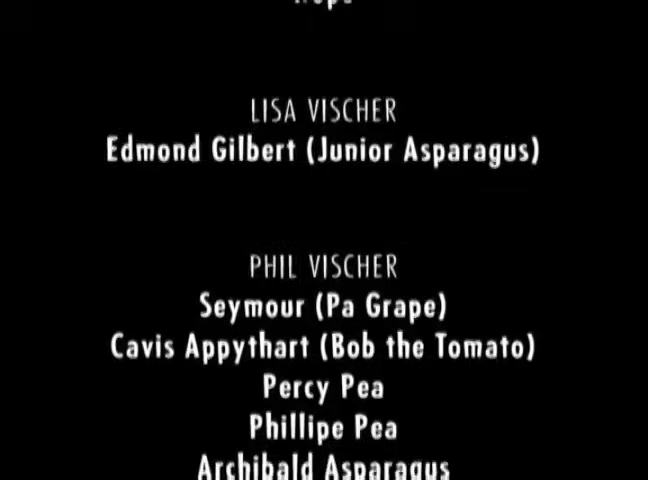 LISA VISCHER
Edmond Gilbert (Junior Asparagus)
PHIL VISCHER
Seymour (Pa Grape)
Cavis Appythart (Bob the Tomato)
Percy Pea
Phillipe Pea
Archibald Asparagus